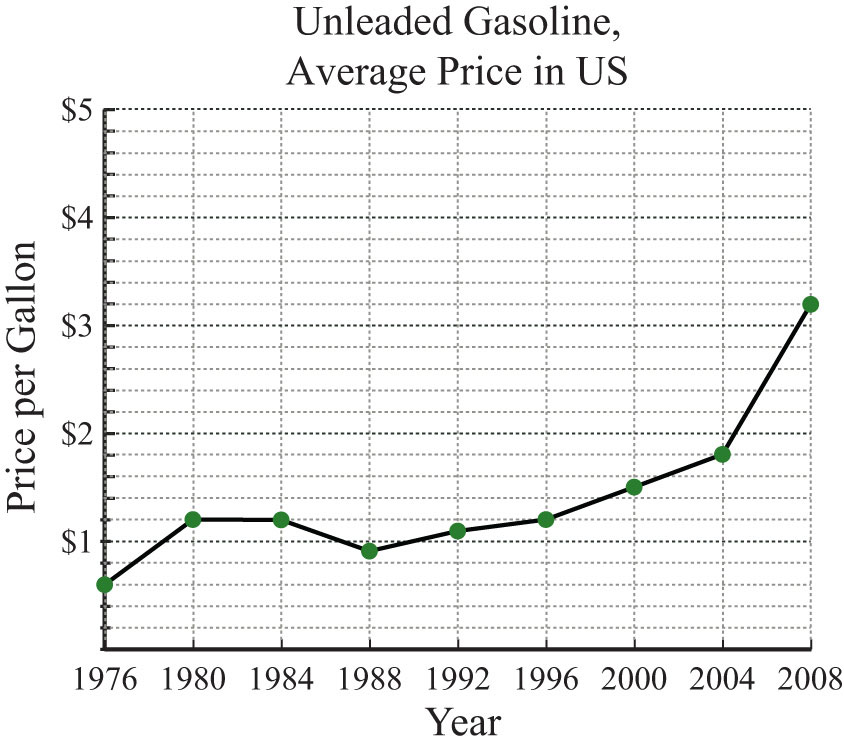 Unleaded Gasoline,
Average Price in US
$5
$4
$3
$2
$1
Price per Gallon
1976 1980 1984 1988 1992 1996 2000 2004 2008
Year